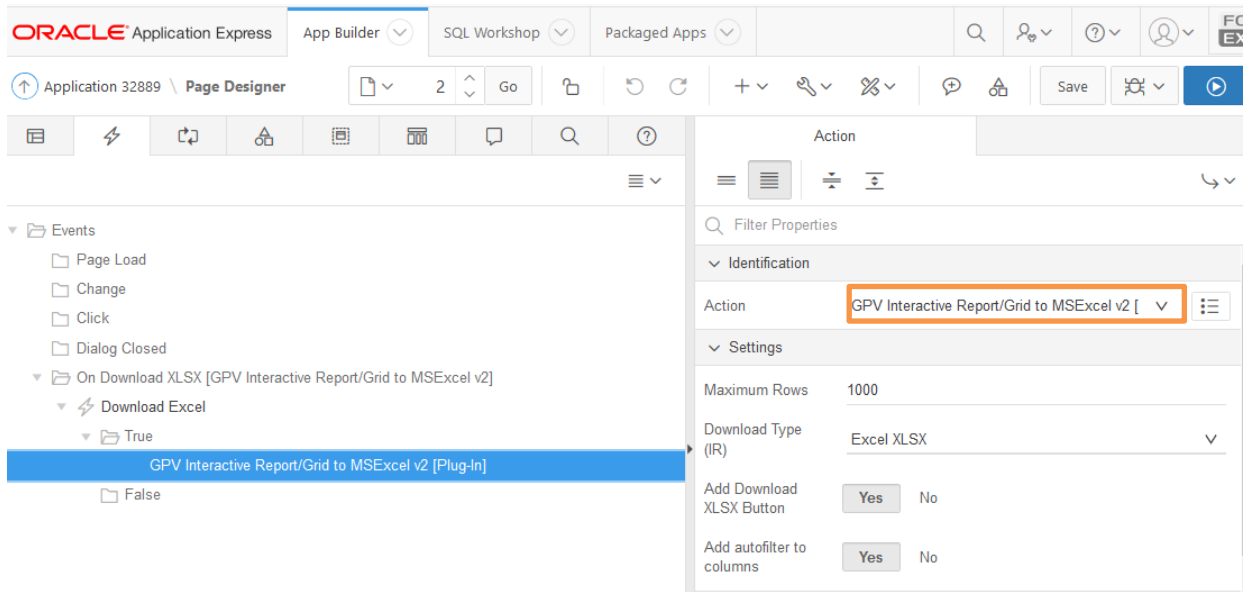 ORACLE Application Express App Builder SQL Workshop Packaged Apps
Application 32889 \ Page Designer 2 Go Save
Action
Filter Properties
Events
Page Load
Change
Click
Dialog Closed
On Download XLSX [GPV Interactive Report/Grid to MSExcel v2]
Download Excel
True
GPV Interactive Report/Grid to MSExcel v2 [Plug-In]
False
Identification
Action GPV Interactive Report/Grid to MSExcel v2 [
Settings
Maximum Rows 1000
Download Type
(IR) Excel XLSX
Add Download
XLSX Button Yes No
Add autofilter to
columns Yes No